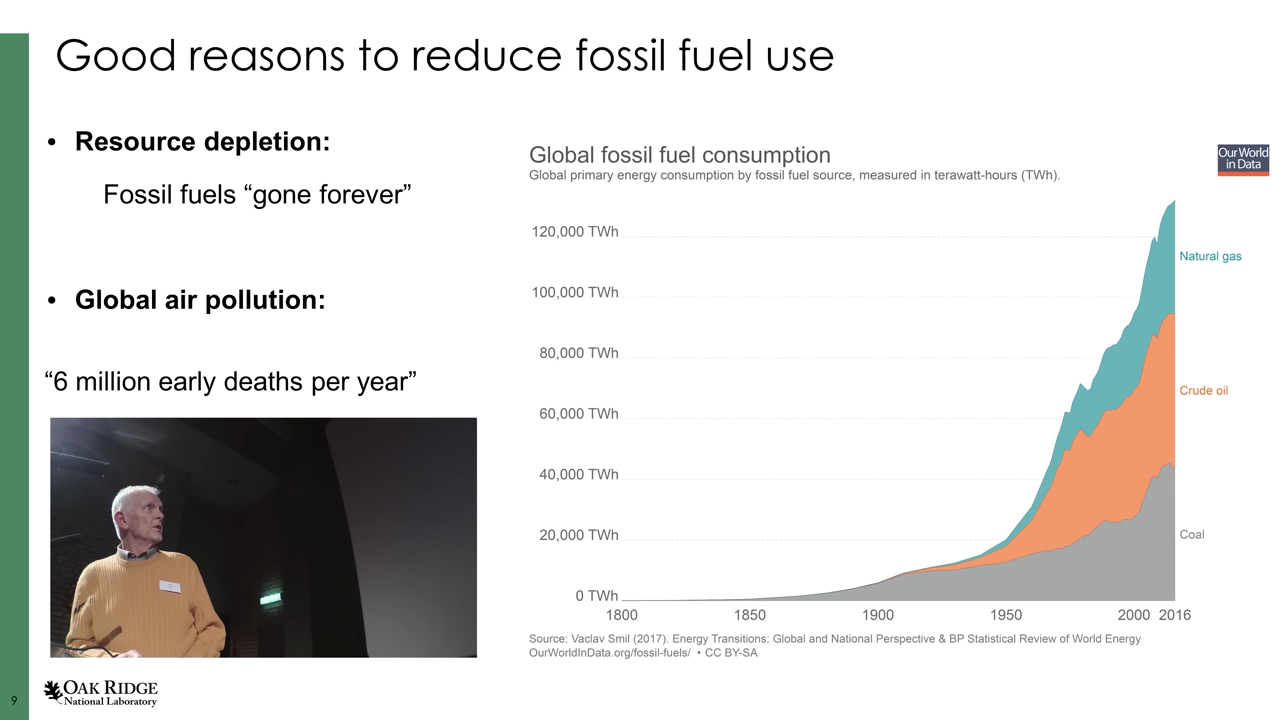 Good reasons to reduce fossil fuel use
• Resource depletion:
Fossil fuels “gone forever”
• Global air pollution:
“6 million early deaths per year”
Global fossil fuel consumption
Global primary energy consumption by fossil fuel source, measured in terawatt-hours (TWh).
Our World
in Data
120,000 TWh
100,000 TWh
80,000 TWh
60,000 TWh
40,000 TWh
20,000 TWh
0 TWh
Natural gas
Crude oil
Coal
1800 1850 1900 1950 2000 2016
Source: Vaclav Smil (2017). Energy Transitions: Global and National Perspective & BP Statistical Review of World Energy
OurWorldInData.org/fossil-fuels/ • CC BY-SA
9
OAK RIDGE
National Laboratory